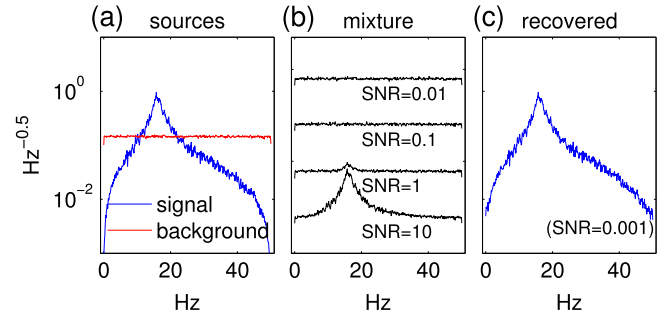 (a) sources
(b) mixture
(c) recovered
Hz^−0.5
10^0
10^−2
signal
background
0 20 40
Hz
SNR=0.01
SNR=0.1
SNR=1
SNR=10
0 20 40
Hz
(SNR=0.001)
0 20 40
Hz